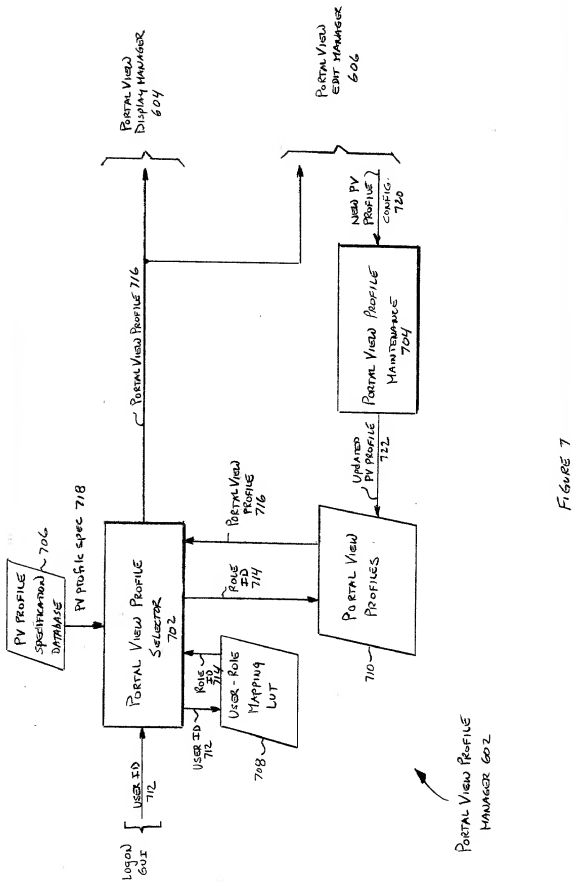 LOGON
GUI
USER ID
712
PV PROFILE
SPECIFICATION
DATABASE
706
PV PROFILE SPEC 718
PORTAL VIEW PROFILE
SELECTOR
702
USER ID
712
ROLE
ID
714
USER-ROLE
MAPPING
LUT
708
ROLE
ID
714
PORTAL VIEW
PROFILE
716
PORTAL VIEW
PROFILES
710
PORTAL VIEW PROFILE 716
PORTAL VIEW
DISPLAY MANAGER
604
PORTAL VIEW
EDIT MANAGER
606
NEW PV
PROFILE
CONFIG.
720
PORTAL VIEW PROFILE
MAINTENANCE
704
UPDATED
PV PROFILE
722
PORTAL VIEW PROFILE
MANAGER 602
FIGURE 7